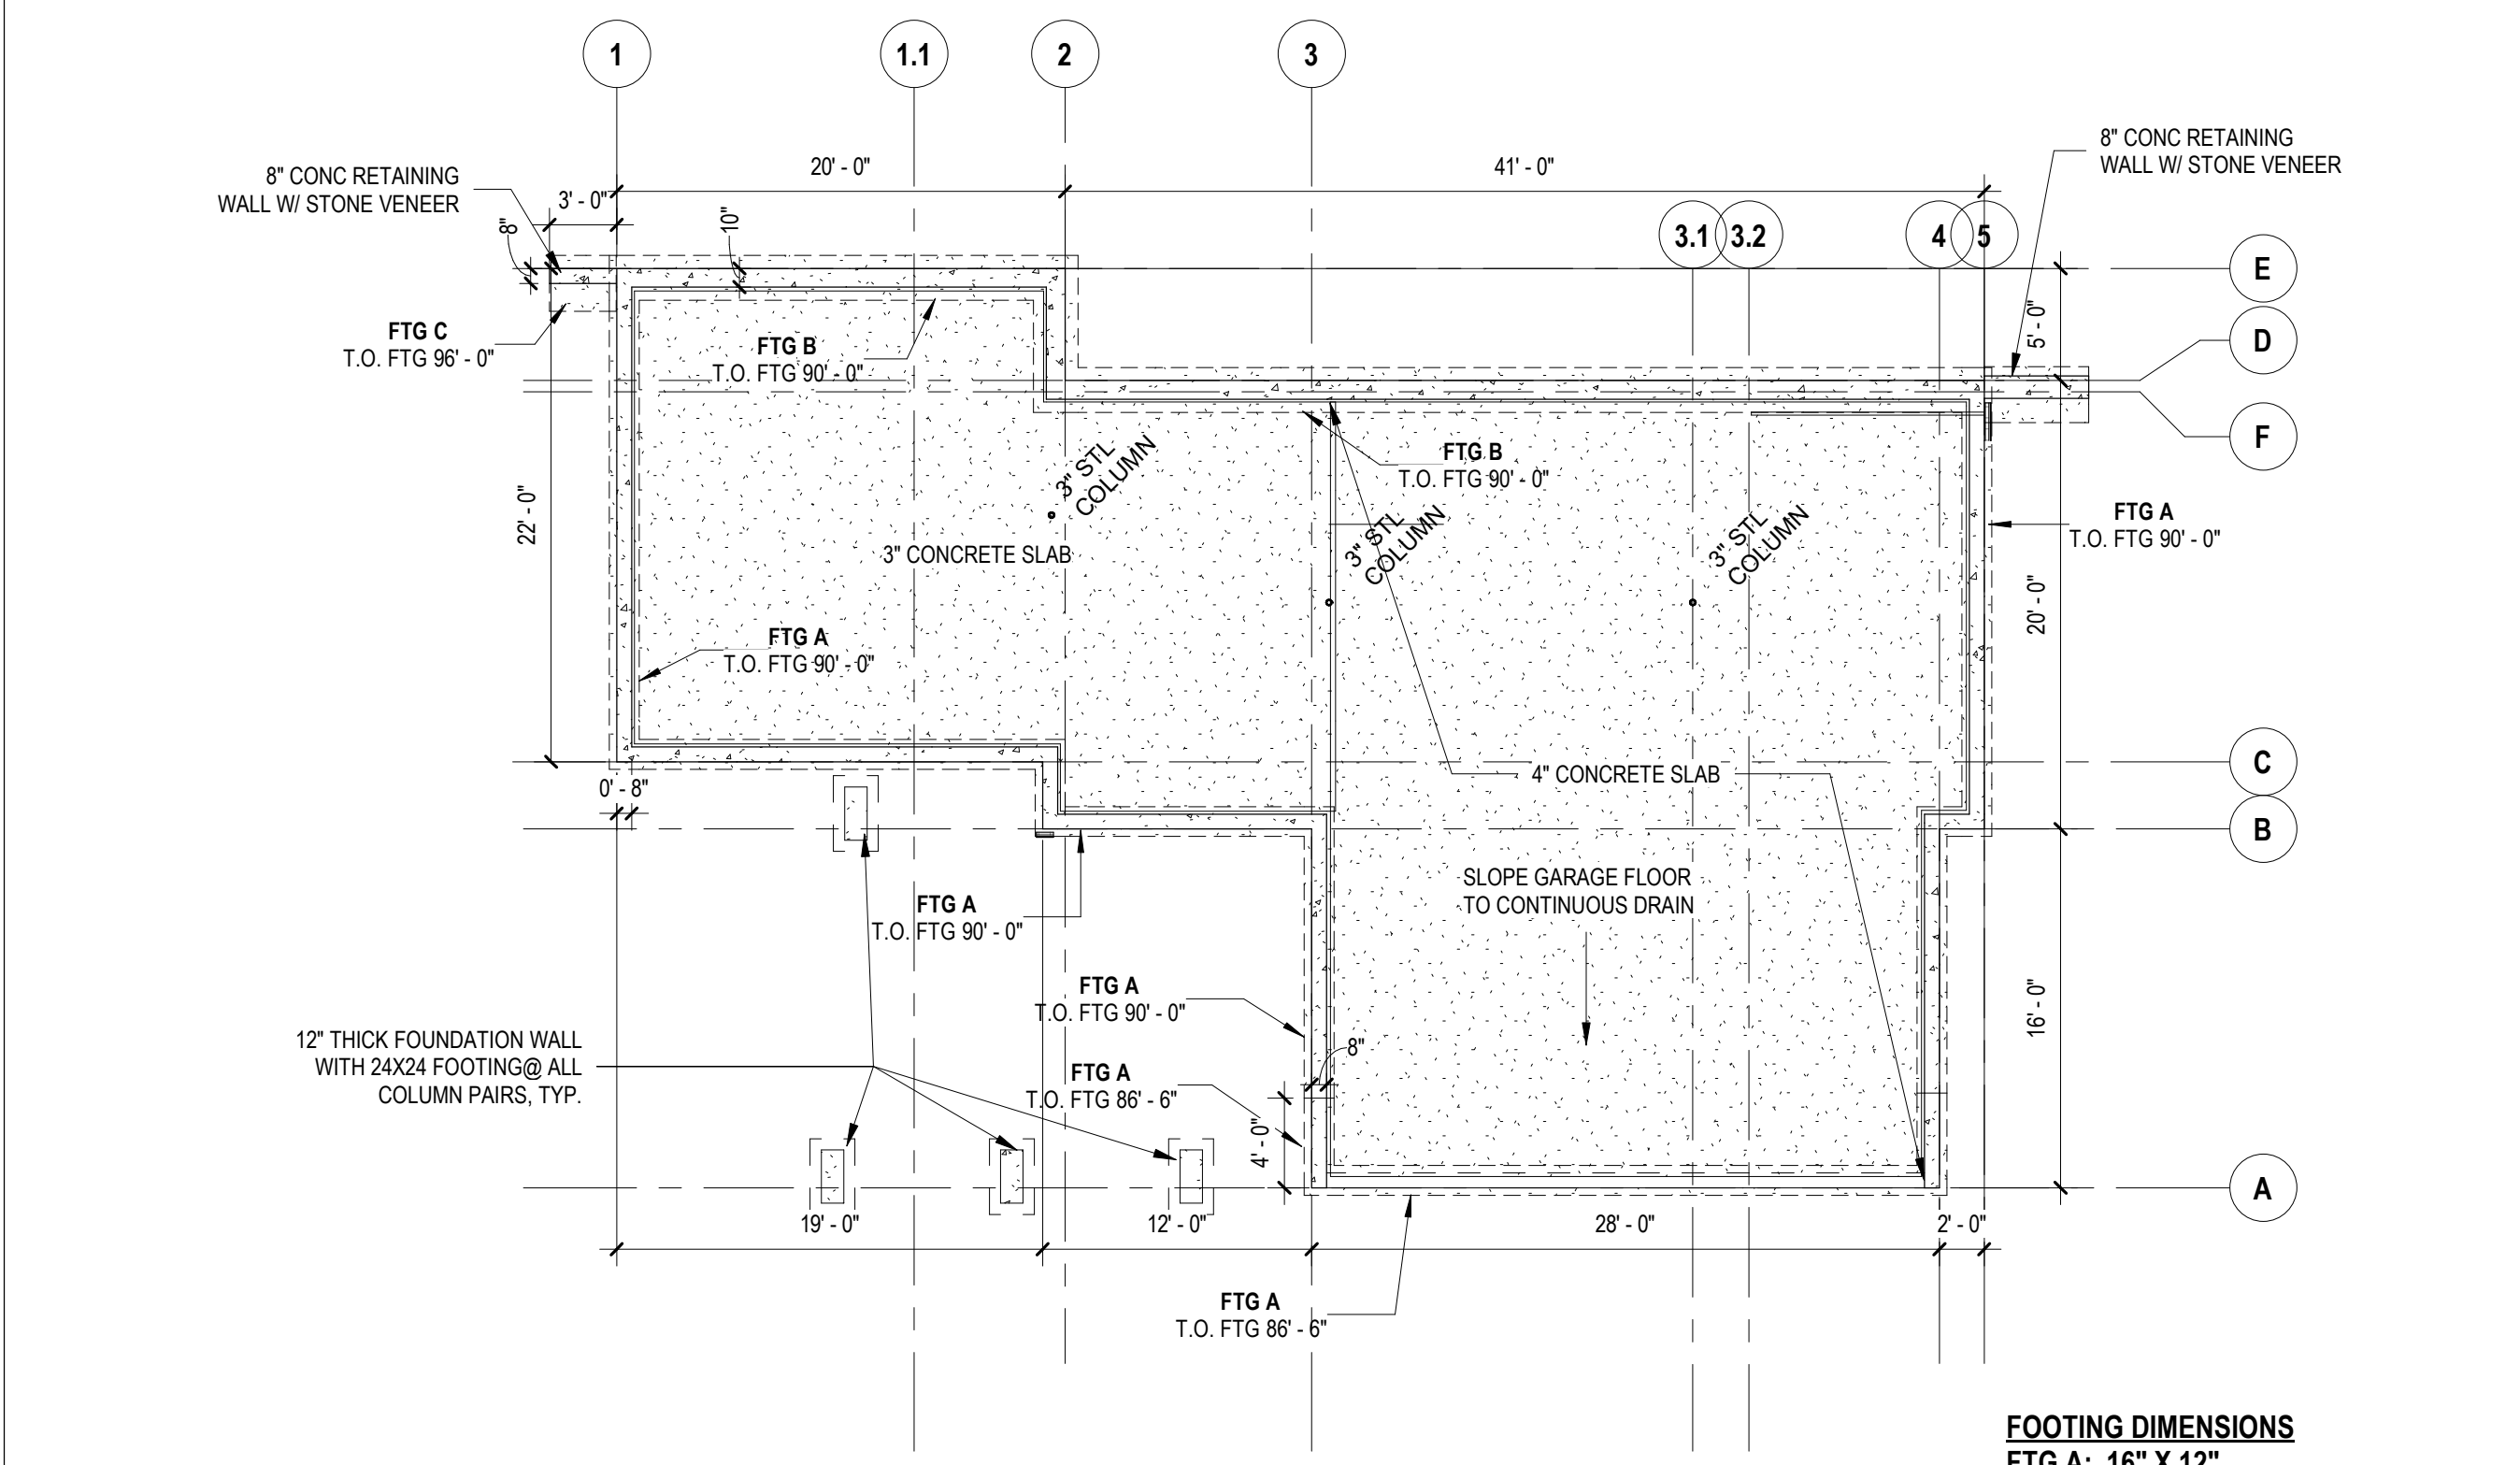 1
1.1
2
3
20' - 0"
41' - 0"
8" CONC RETAINING
WALL W/ STONE VENEER
8" CONC RETAINING
WALL W/ STONE VENEER
3' - 0"
8"
10"
3.1
3.2
4
5
E
D
F
5' - 0"
FTG C
T.O. FTG 96' - 0"
FTG B
T.O. FTG 90' - 0"
FTG B
T.O. FTG 90' - 0"
3" STL
COLUMN
3" STL
COLUMN
3" STL
COLUMN
22' - 0"
3" CONCRETE SLAB
FTG A
T.O. FTG 90' - 0"
20' - 0"
FTG A
T.O. FTG 90' - 0"
0' - 8"
4" CONCRETE SLAB
C
B
SLOPE GARAGE FLOOR
TO CONTINUOUS DRAIN
FTG A
T.O. FTG 90' - 0"
FTG A
T.O. FTG 90' - 0"
16' - 0"
12" THICK FOUNDATION WALL
WITH 24X24 FOOTING@ ALL
COLUMN PAIRS, TYP.
8"
FTG A
T.O. FTG 86' - 6"
4' - 0"
A
19' - 0"
12' - 0"
28' - 0"
2' - 0"
FTG A
T.O. FTG 86' - 6"
FOOTING DIMENSIONS
FTG A: 16" X 12"